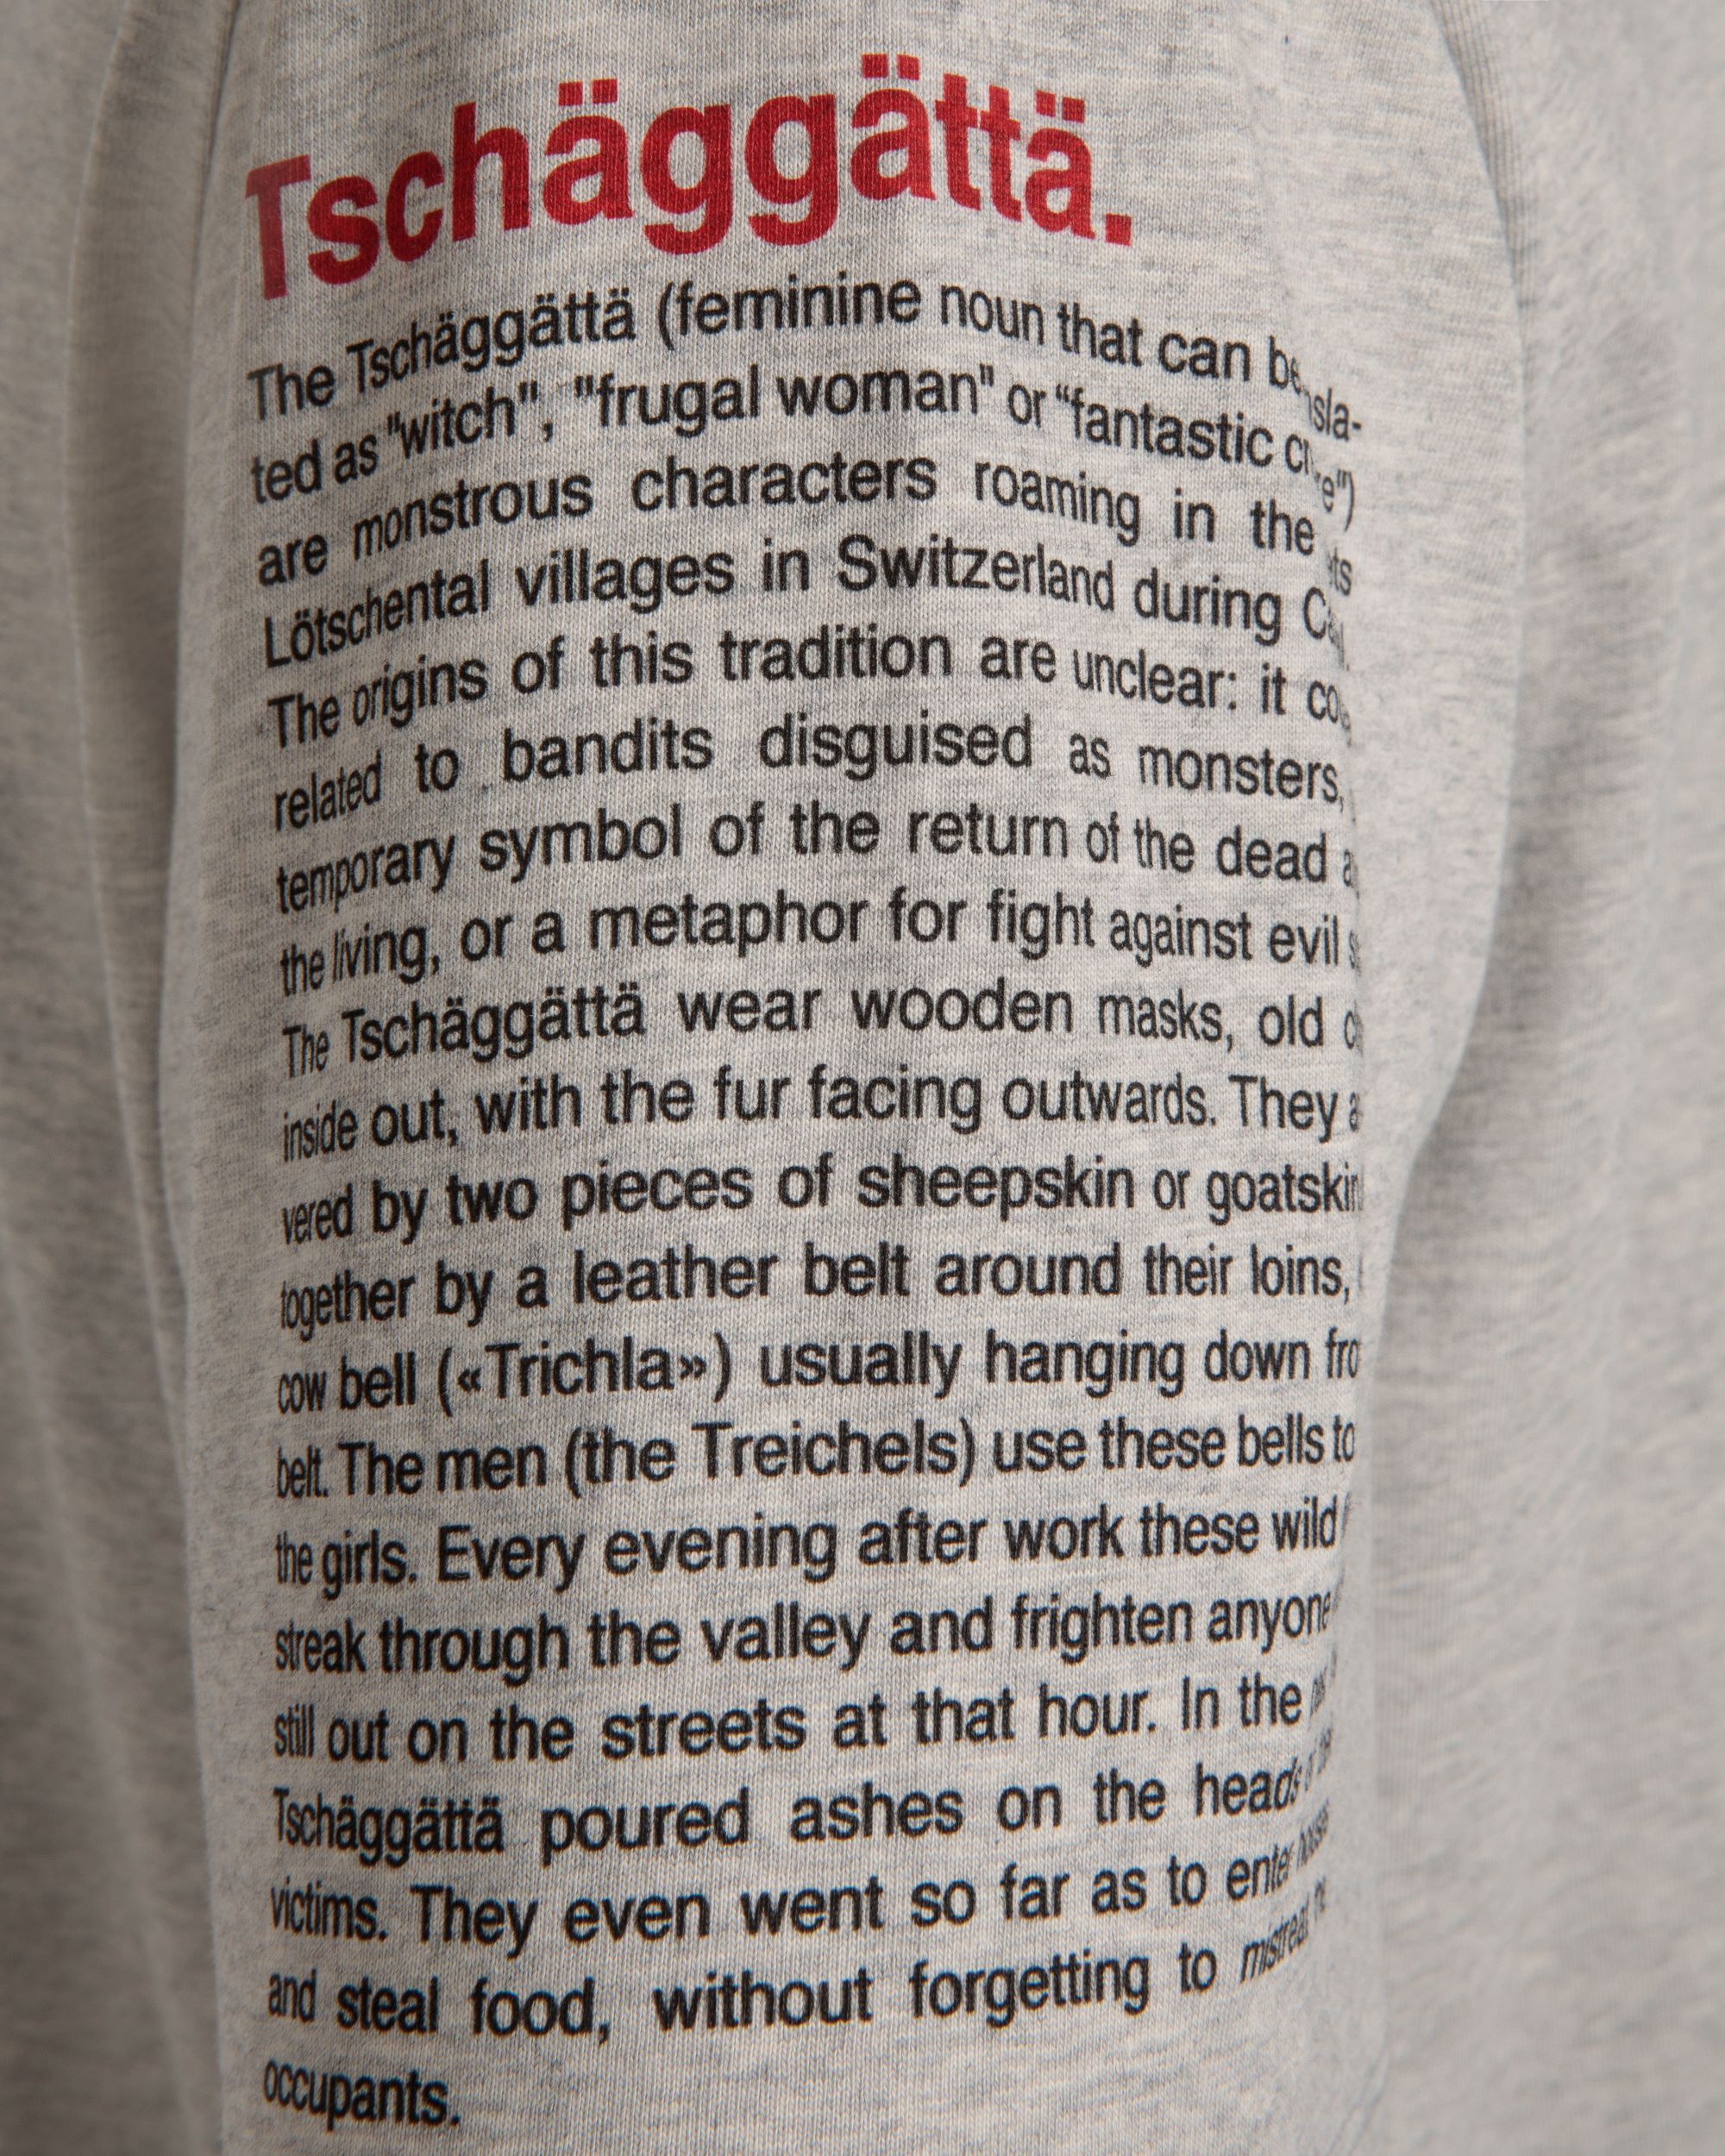 Tschäggättä.
The Tschäggättä (feminine noun that can
ted as "witch", "frugal woman" or “fantastic
are monstrous characters roaming in the
Lötschental villages in Switzerland during
The origins of this tradition are unclear: it
related to bandits disguised as monsters,
temporary symbol of the return of the dead
the living, or a metaphor for fight against evil
The Tschäggättä wear wooden masks, old
inside out, with the fur facing outwards. They
vered by two pieces of sheepskin or goatskin
together by a leather belt around their loins,
cow bell («Trichla») usually hanging down
belt. The men (the Treichels) use these bells to
the girls. Every evening after work these wild
streak through the valley and frighten anyone
still out on the streets at that hour. In the
Tschäggättä poured ashes on the heads
victims. They even went so far as to enter
and steal food, without forgetting to mistreat
occupants.